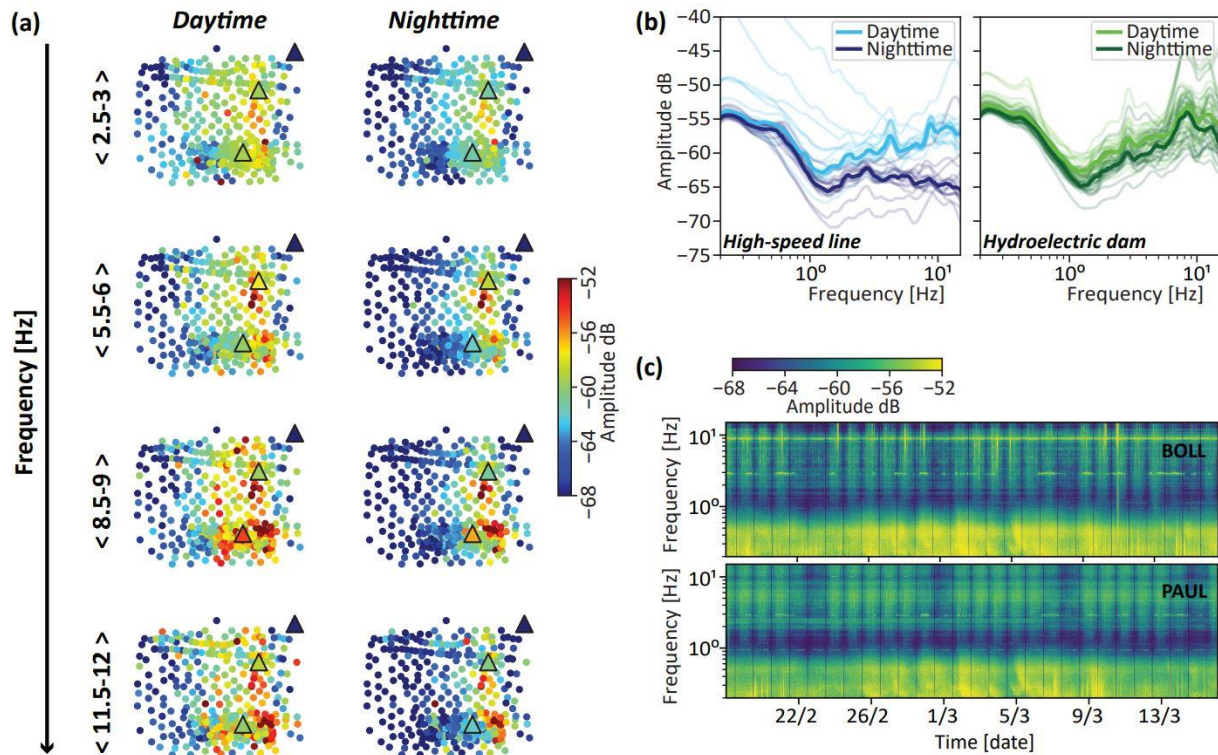 (a)
Daytime
Nighttime
Frequency [Hz]
< 2.5-3 >
< 5.5-6 >
< 8.5-9 >
< 11.5-12 >
−52
−56
−60
−64
−68
Amplitude dB
(b)
−40
−45
−50
−55
−60
−65
−70
−75
Amplitude dB
Daytime
Nighttime
High-speed line
10⁰
10¹
Frequency [Hz]
Daytime
Nighttime
Hydroelectric dam
10⁰
10¹
Frequency [Hz]
(c)
−68
−64
−60
−56
−52
Amplitude dB
Frequency [Hz]
10¹
10⁰
BOLL
Frequency [Hz]
10¹
10⁰
PAUL
22/2
26/2
1/3
5/3
9/3
13/3
Time [date]